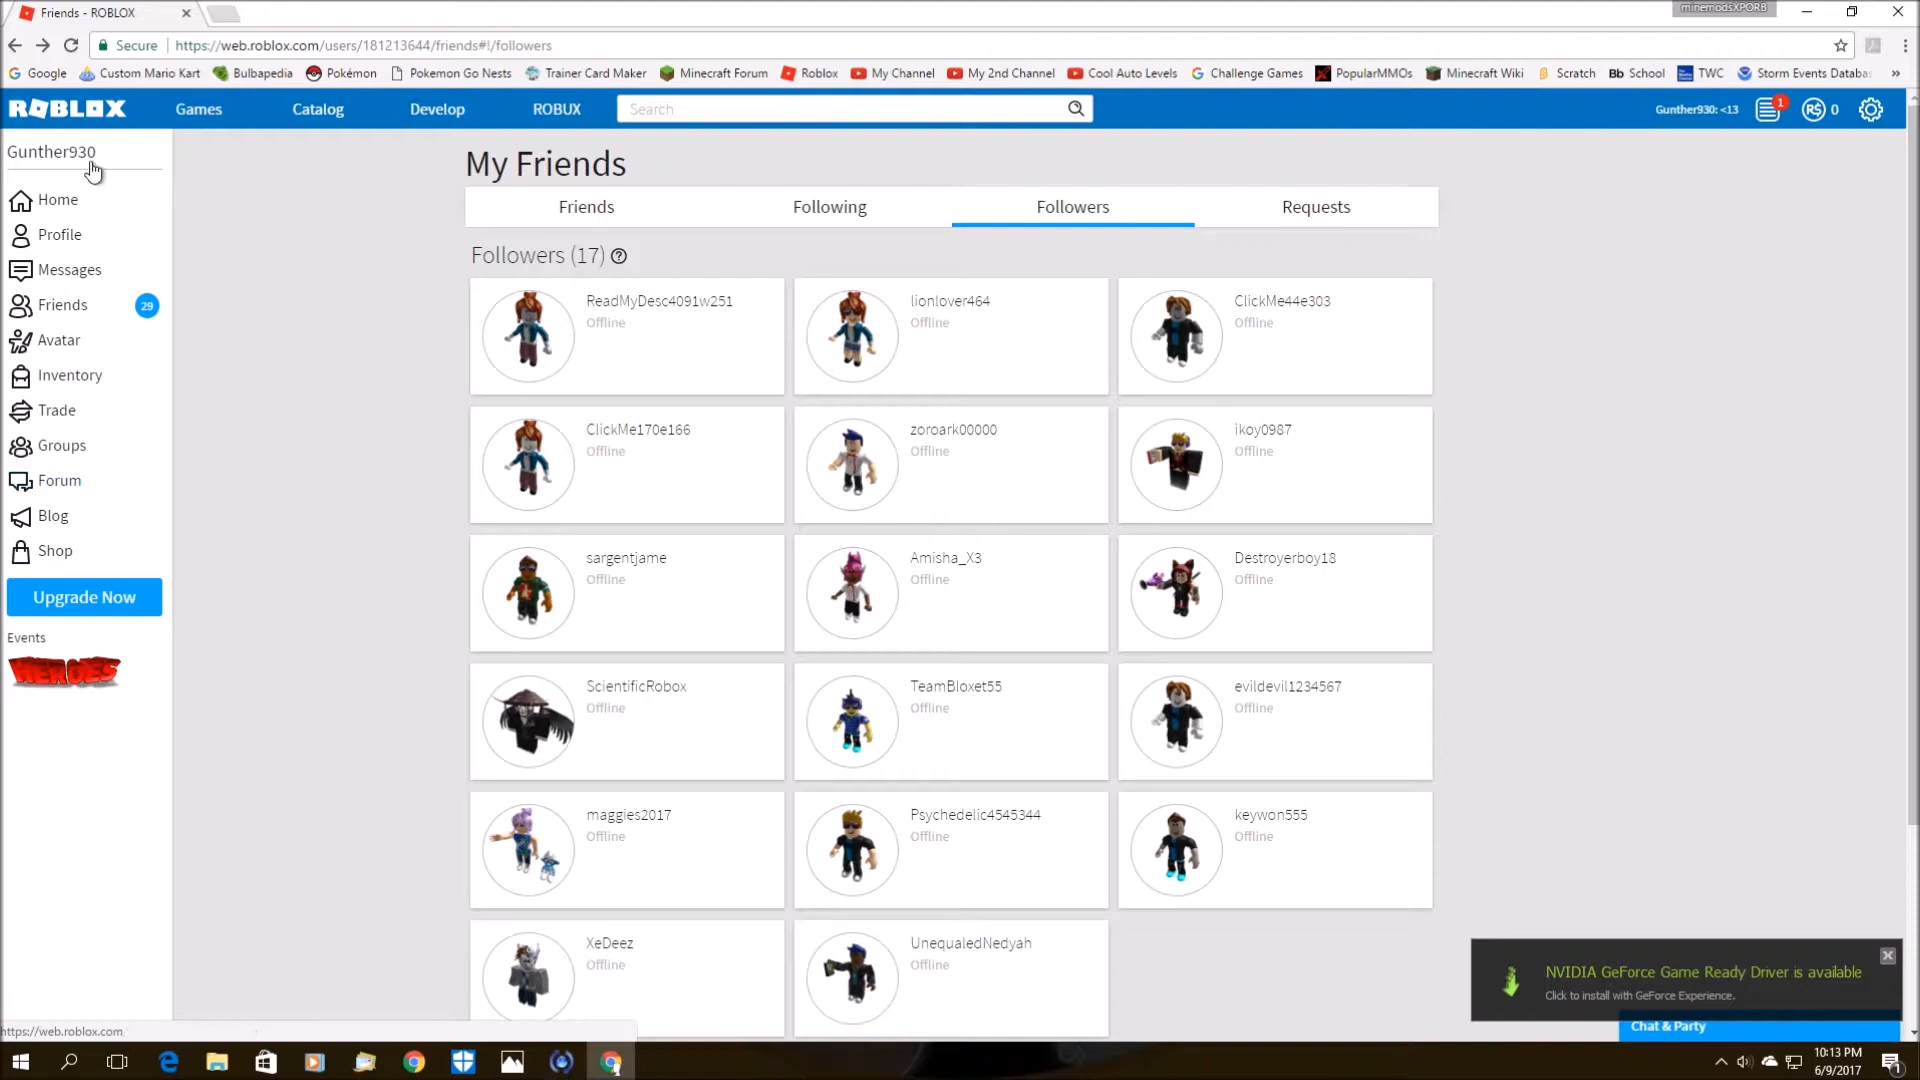 Friends - ROBLOX
minemodsXPORB
Secure | https://web.roblox.com/users/181213644/friends#!/followers
Google Custom Mario Kart Bulbapedia Pokémon Pokemon Go Nests Trainer Card Maker Minecraft Forum Roblox My Channel My 2nd Channel Cool Auto Levels Challenge Games PopularMMOs Minecraft Wiki Scratch Bb School TWC Storm Events Databas »
ROBLOX Games Catalog Develop ROBUX Search Gunther930: <13 1 R$ 0
Gunther930
Home
Profile
Messages
Friends 29
Avatar
Inventory
Trade
Groups
Forum
Blog
Shop
Upgrade Now
Events
HEROES
My Friends
Friends Following Followers Requests
Followers (17) ?
ReadMyDesc4091w251 lionlover464 ClickMe44e303
Offline Offline Offline
ClickMe170e166 zoroark00000 ikoy0987
Offline Offline Offline
sargentjame Amisha_X3 Destroyerboy18
Offline Offline Offline
ScientificRobox TeamBloxet55 evildevil1234567
Offline Offline Offline
maggies2017 Psychedelic4545344 keywon555
Offline Offline Offline
XeDeez UnequaledNedyah
Offline Offline
NVIDIA GeForce Game Ready Driver is available
Click to install with GeForce Experience.
Chat & Party
https://web.roblox.com
10:13 PM
6/9/2017
1